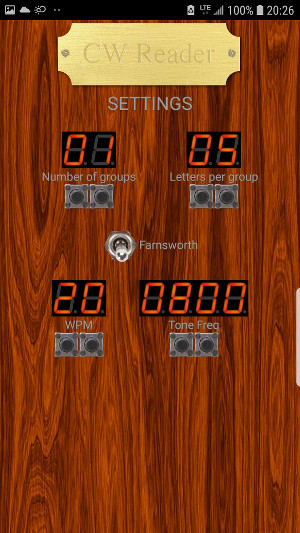 LTE 100% 20:26
CW Reader
SETTINGS
01 05
Number of groups Letters per group
Farnsworth
20 0800
WPM Tone Freq